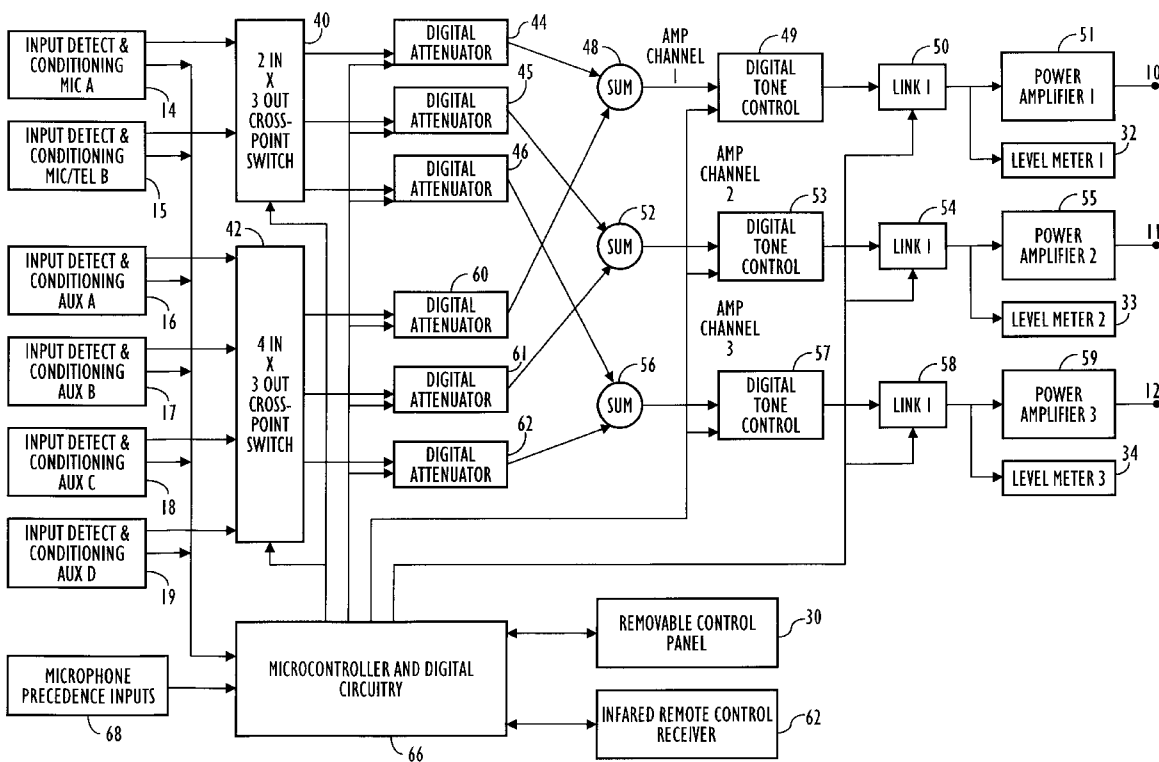 INPUT DETECT &
CONDITIONING
MIC A
14
INPUT DETECT &
CONDITIONING
MIC/TEL B
15
INPUT DETECT &
CONDITIONING
AUX A
16
INPUT DETECT &
CONDITIONING
AUX B
17
INPUT DETECT &
CONDITIONING
AUX C
18
INPUT DETECT &
CONDITIONING
AUX D
19
MICROPHONE
PRECEDENCE INPUTS
68
40
2 IN
X
3 OUT
CROSS-
POINT
SWITCH
42
4 IN
X
3 OUT
CROSS-
POINT
SWITCH
44
DIGITAL
ATTENUATOR
45
DIGITAL
ATTENUATOR
46
DIGITAL
ATTENUATOR
60
DIGITAL
ATTENUATOR
61
DIGITAL
ATTENUATOR
62
DIGITAL
ATTENUATOR
48
SUM
52
SUM
56
SUM
AMP
CHANNEL
1
49
DIGITAL
TONE
CONTROL
50
LINK 1
51
POWER
AMPLIFIER 1
10
32
LEVEL METER 1
AMP
CHANNEL
2
53
DIGITAL
TONE
CONTROL
54
LINK 1
55
POWER
AMPLIFIER 2
11
33
LEVEL METER 2
AMP
CHANNEL
3
57
DIGITAL
TONE
CONTROL
58
LINK 1
59
POWER
AMPLIFIER 3
12
34
LEVEL METER 3
MICROCONTROLLER AND DIGITAL
CIRCUITRY
66
REMOVABLE CONTROL
PANEL
30
INFARED REMOTE CONTROL
RECEIVER
62